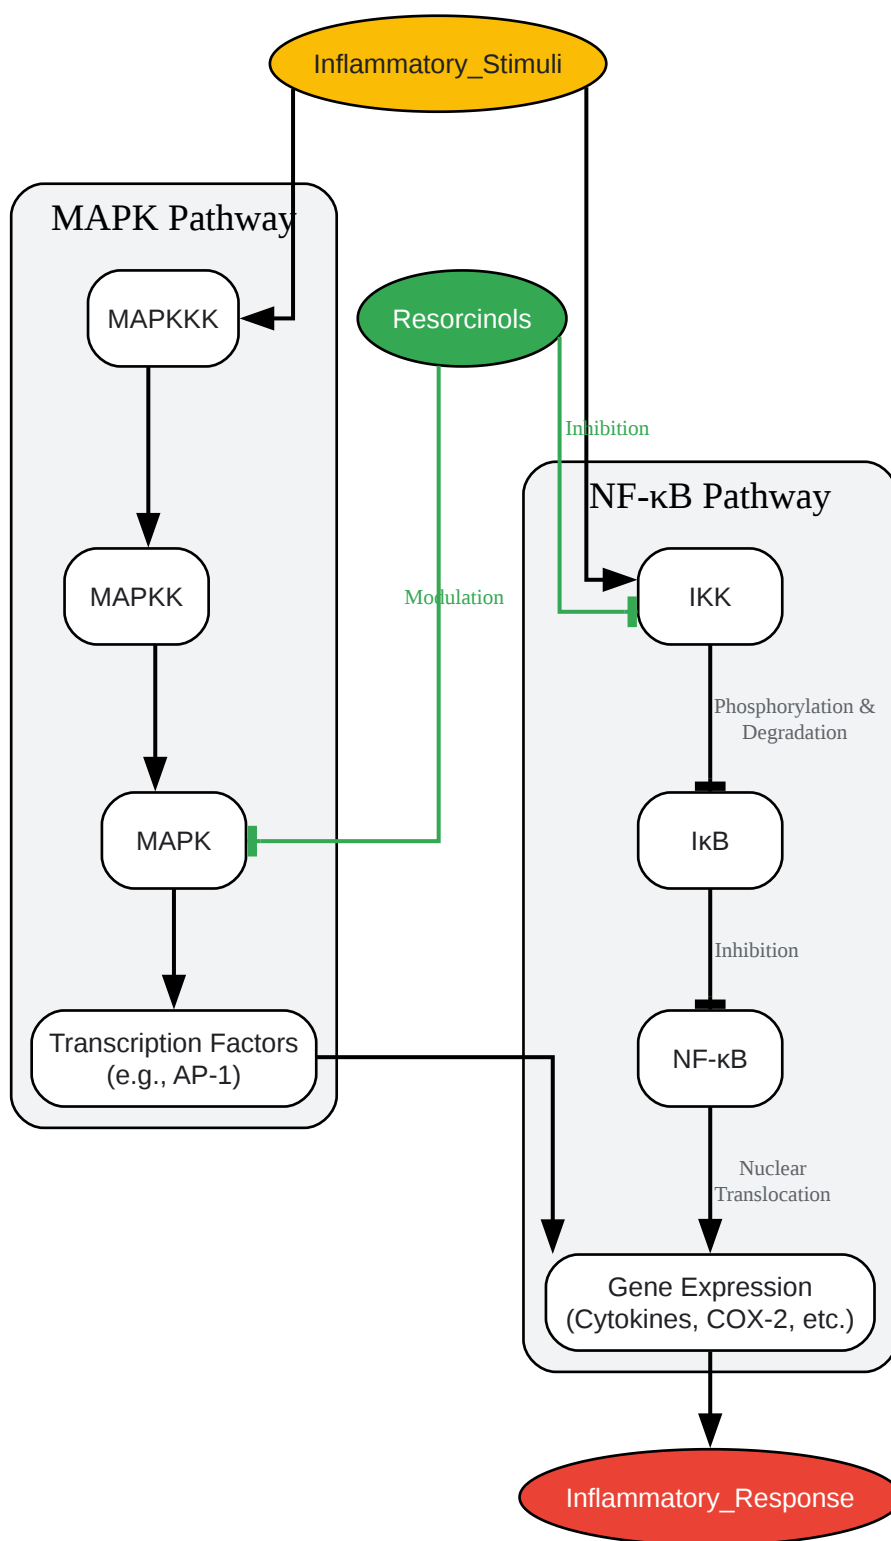 Inflammatory_Stimuli
MAPK Pathway
MAPKKK
Resorcinols
Inhibition
NF-κB Pathway
MAPKK
Modulation
IKK
Phosphorylation &
Degradation
MAPK
IκB
Inhibition
Transcription Factors
(e.g., AP-1)
NF-κB
Nuclear
Translocation
Gene Expression
(Cytokines, COX-2, etc.)
Inflammatory_Response